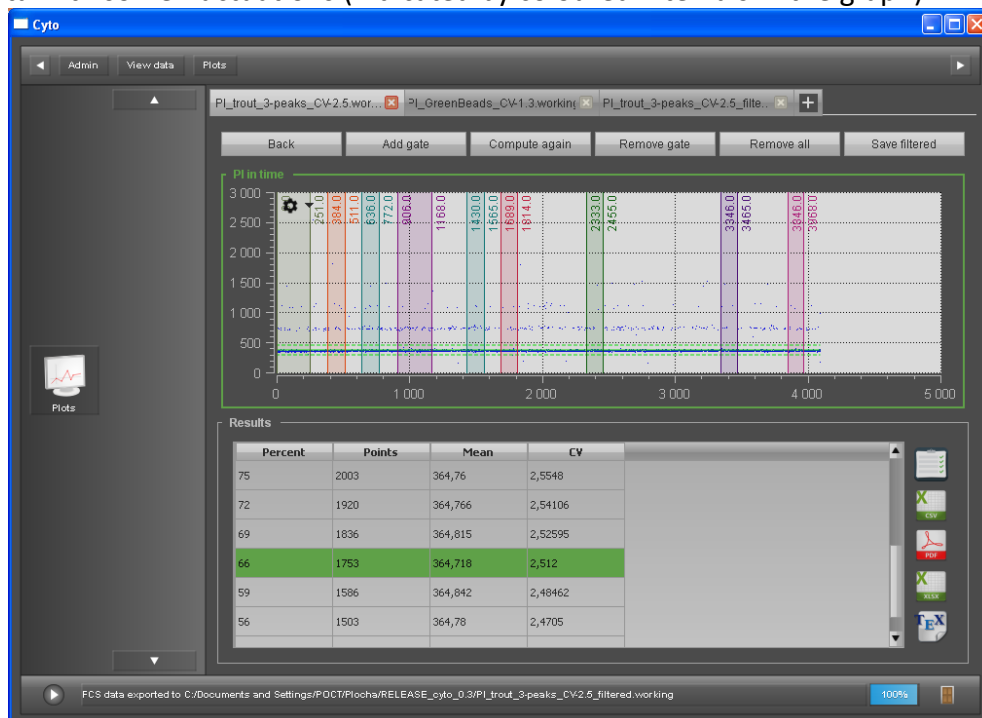 Cyto
Admin View data Plots
PI_trout_3-peaks_CV-2.5.wor... PI_GreenBeads_CV-1.3.working PI_trout_3-peaks_CV-2.5_filte..
Back Add gate Compute again Remove gate Remove all Save filtered
PI in time
3 000
2 500
2 000
1 500
1 000
500
0
251.0 384.0 511.0 636.0 772.0 906.0 1168.0 1430.0 1565.0 1689.0 1814.0 2333.0 2455.0 3346.0 3465.0 3846.0 3968.0
0 1 000 2 000 3 000 4 000 5 000
Plots
Results
Percent Points Mean CV
75 2003 364,76 2,5548
72 1920 364,766 2,54106
69 1836 364,815 2,52595
66 1753 364,718 2,512
59 1586 364,842 2,48462
56 1503 364,78 2,4705
X CSV
PDF
X XLSX
TEX
FCS data exported to C:/Documents and Settings/POCT/Plocha/RELEASE_cyto_0.3/PI_trout_3-peaks_CV-2.5_filtered.working 100%